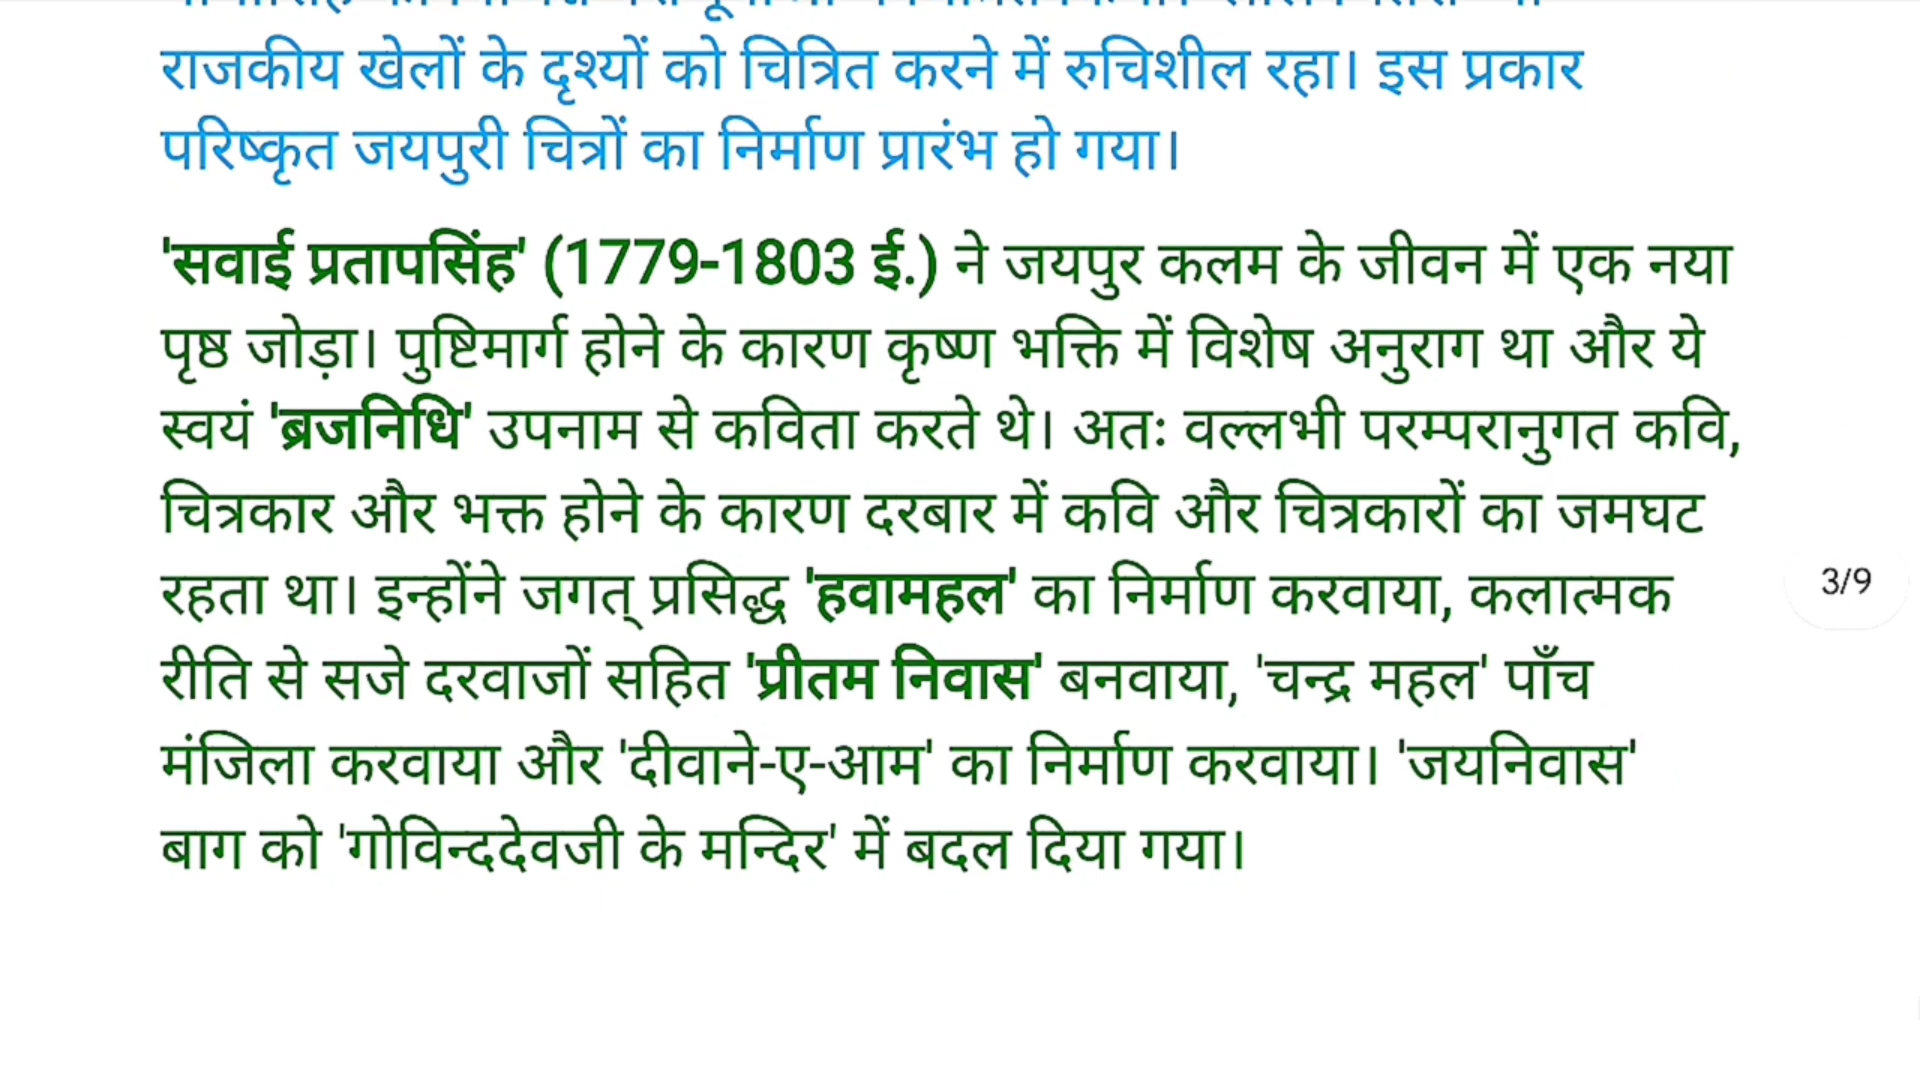 राजकीय खेलों के दृश्यों को चित्रित करने में रुचिशील रहा। इस प्रकार
परिष्कृत जयपुरी चित्रों का निर्माण प्रारंभ हो गया।
'सवाई प्रतापसिंह' (1779-1803 ई.) ने जयपुर कलम के जीवन में एक नया
पृष्ठ जोड़ा। पुष्टिमार्ग होने के कारण कृष्ण भक्ति में विशेष अनुराग था और ये
स्वयं 'ब्रजनिधि' उपनाम से कविता करते थे। अतः वल्लभी परम्परानुगत कवि,
चित्रकार और भक्त होने के कारण दरबार में कवि और चित्रकारों का जमघट
रहता था। इन्होंने जगत् प्रसिद्ध 'हवामहल' का निर्माण करवाया, कलात्मक
रीति से सजे दरवाजों सहित 'प्रीतम निवास' बनवाया, 'चन्द्र महल' पाँच
मंजिला करवाया और 'दीवाने-ए-आम' का निर्माण करवाया। 'जयनिवास'
बाग को 'गोविन्ददेवजी के मन्दिर' में बदल दिया गया।
3/9